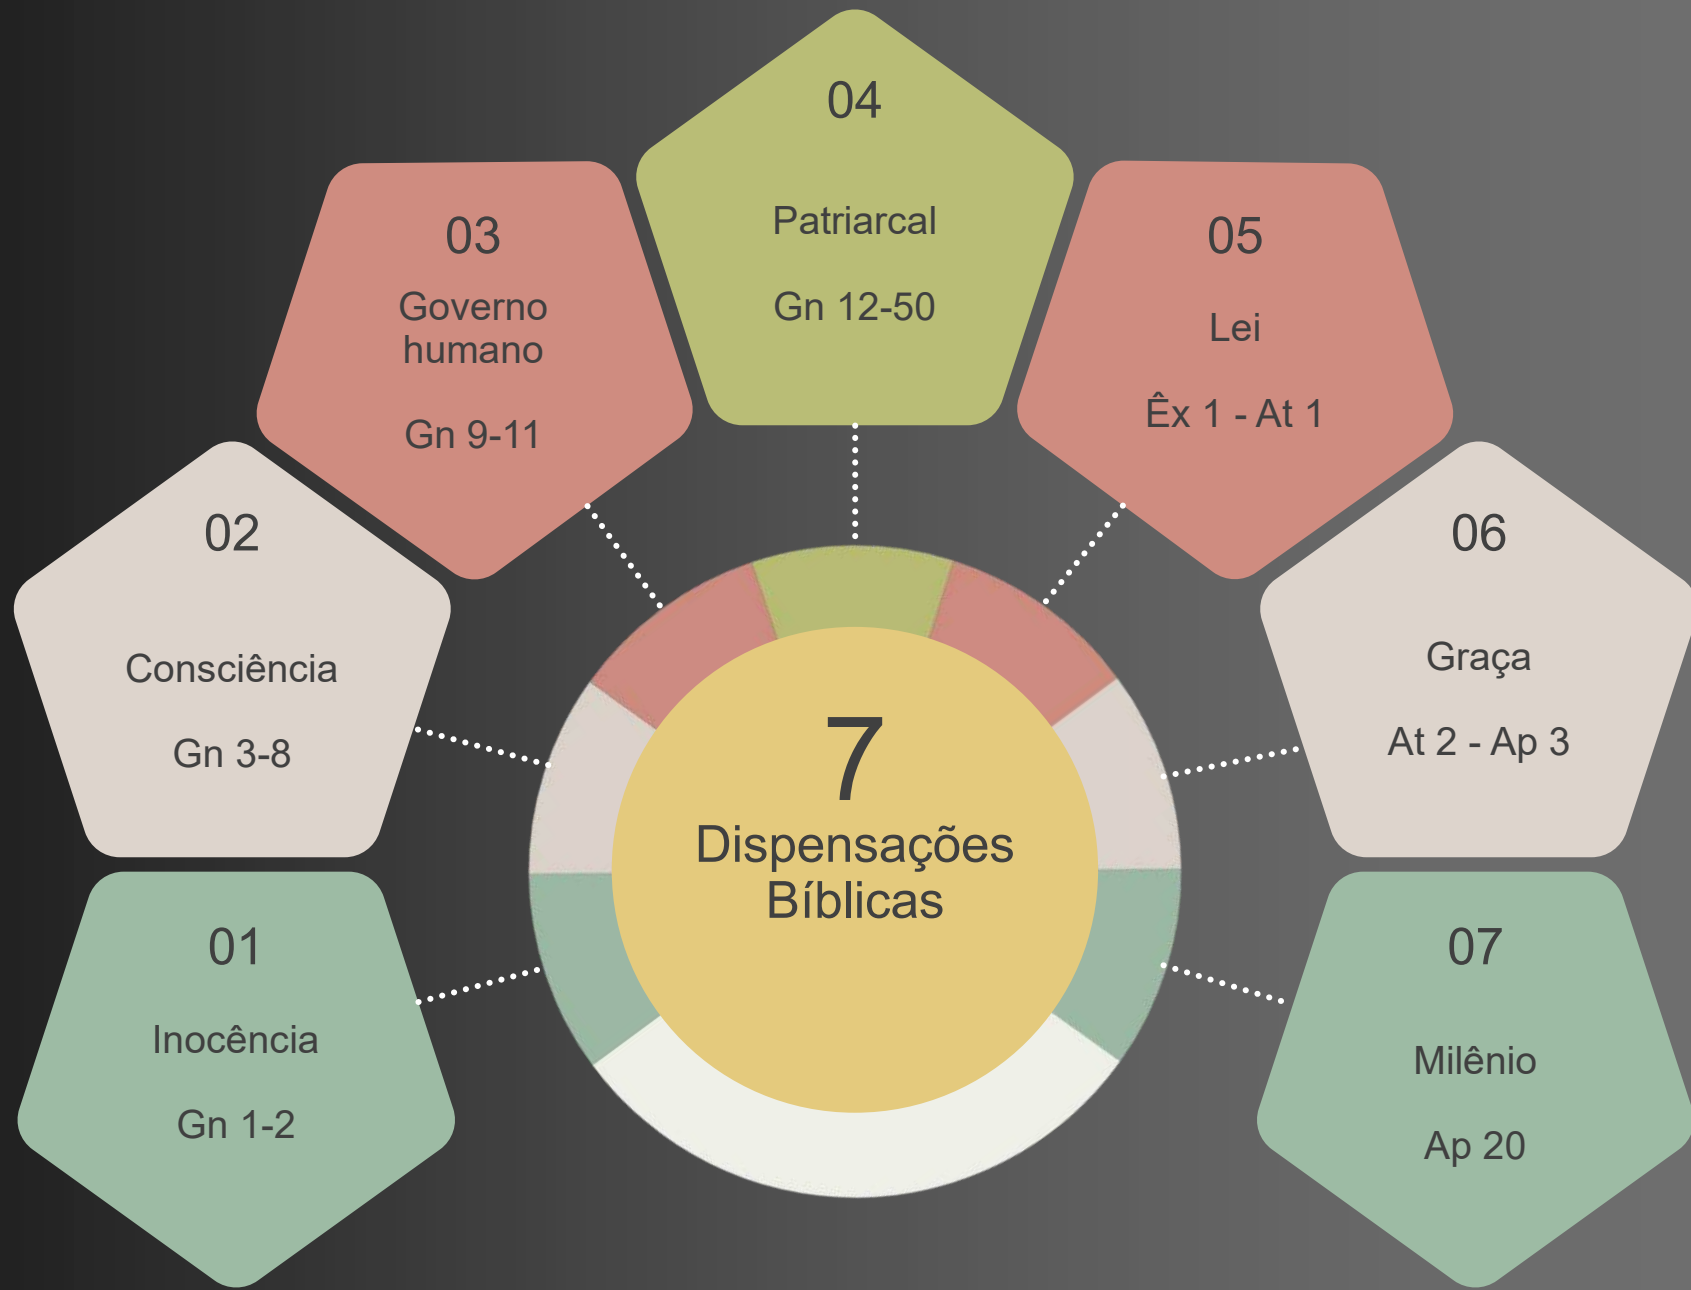 01
Inocência
Gn 1-2
02
Consciência
Gn 3-8
03
Governo
humano
Gn 9-11
04
Patriarcal
Gn 12-50
05
Lei
Êx 1 - At 1
06
Graça
At 2 - Ap 3
07
Milênio
Ap 20
7
Dispensações
Bíblicas